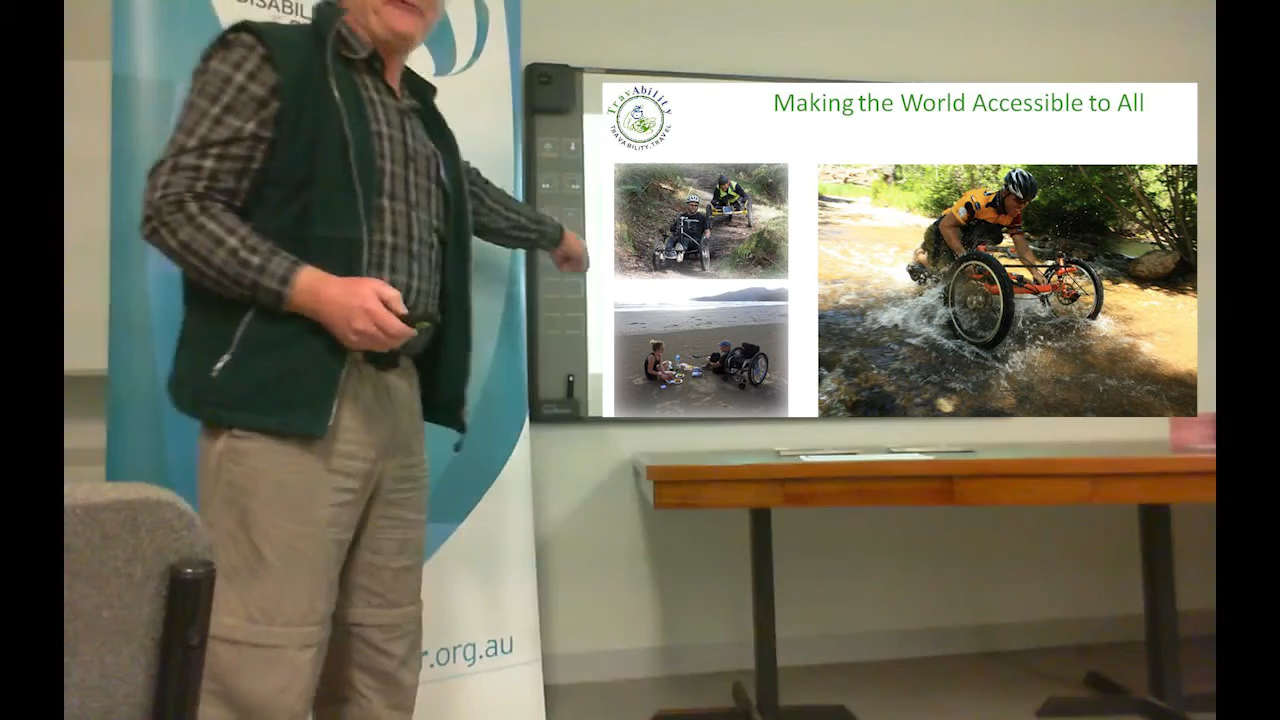 DISABIL
TravAbility
TRAVABILITY.TRAVEL
Making the World Accessible to All
r.org.au